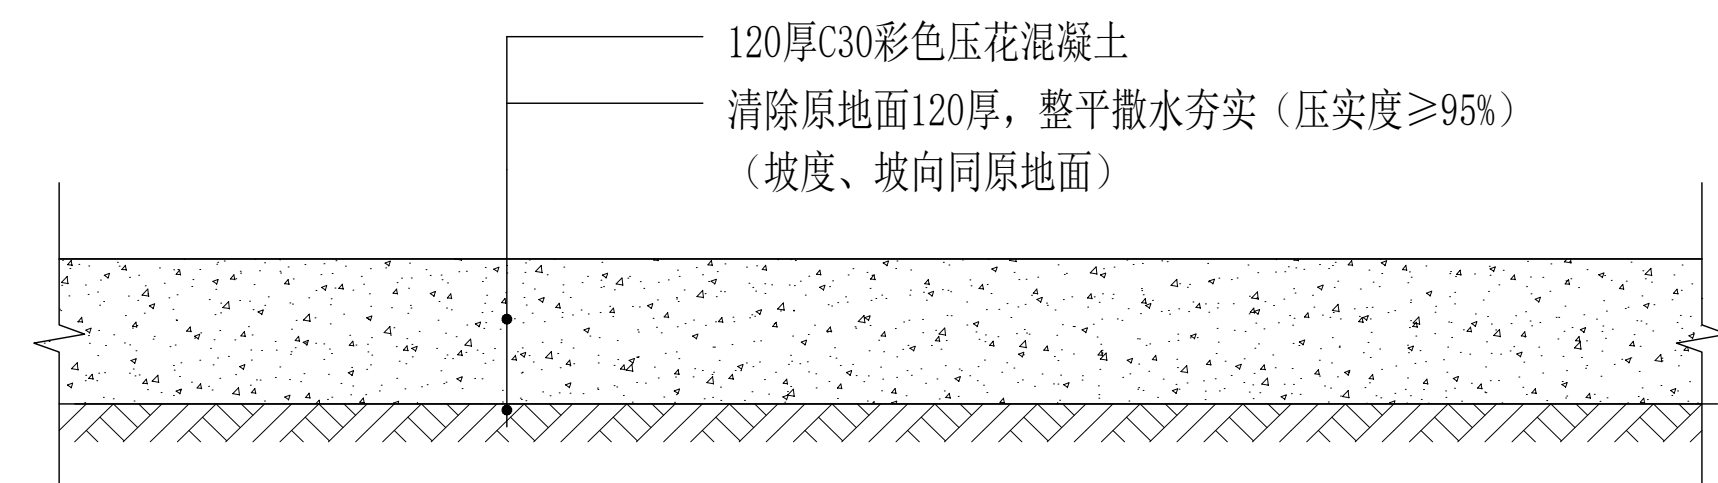 120厚C30彩色压花混凝土
清除原地面120厚，整平撒水夯实（压实度≥95%）
（坡度、坡向同原地面）